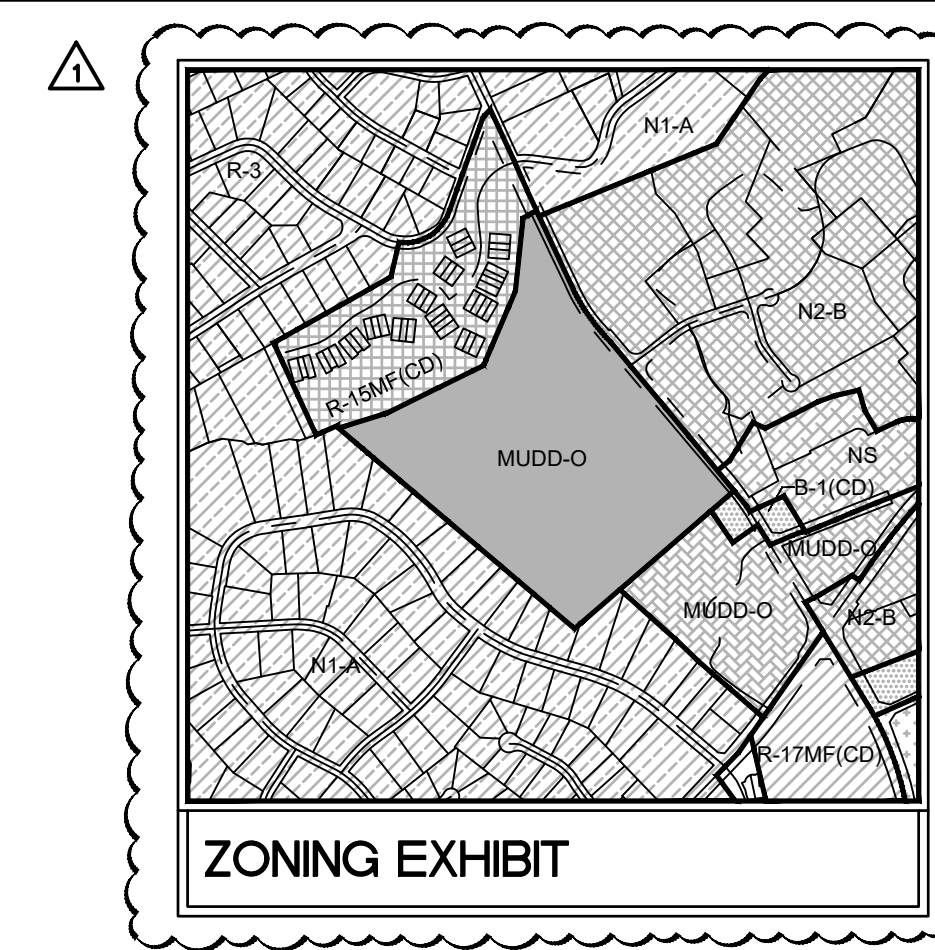 1
N1-A
R-3
N2-B
R-15MF(CD)
MUDD-O
NS
B-1(CD)
MUDD-O
MUDD-O
N2-B
N1-A
R-17MF(CD)
ZONING EXHIBIT